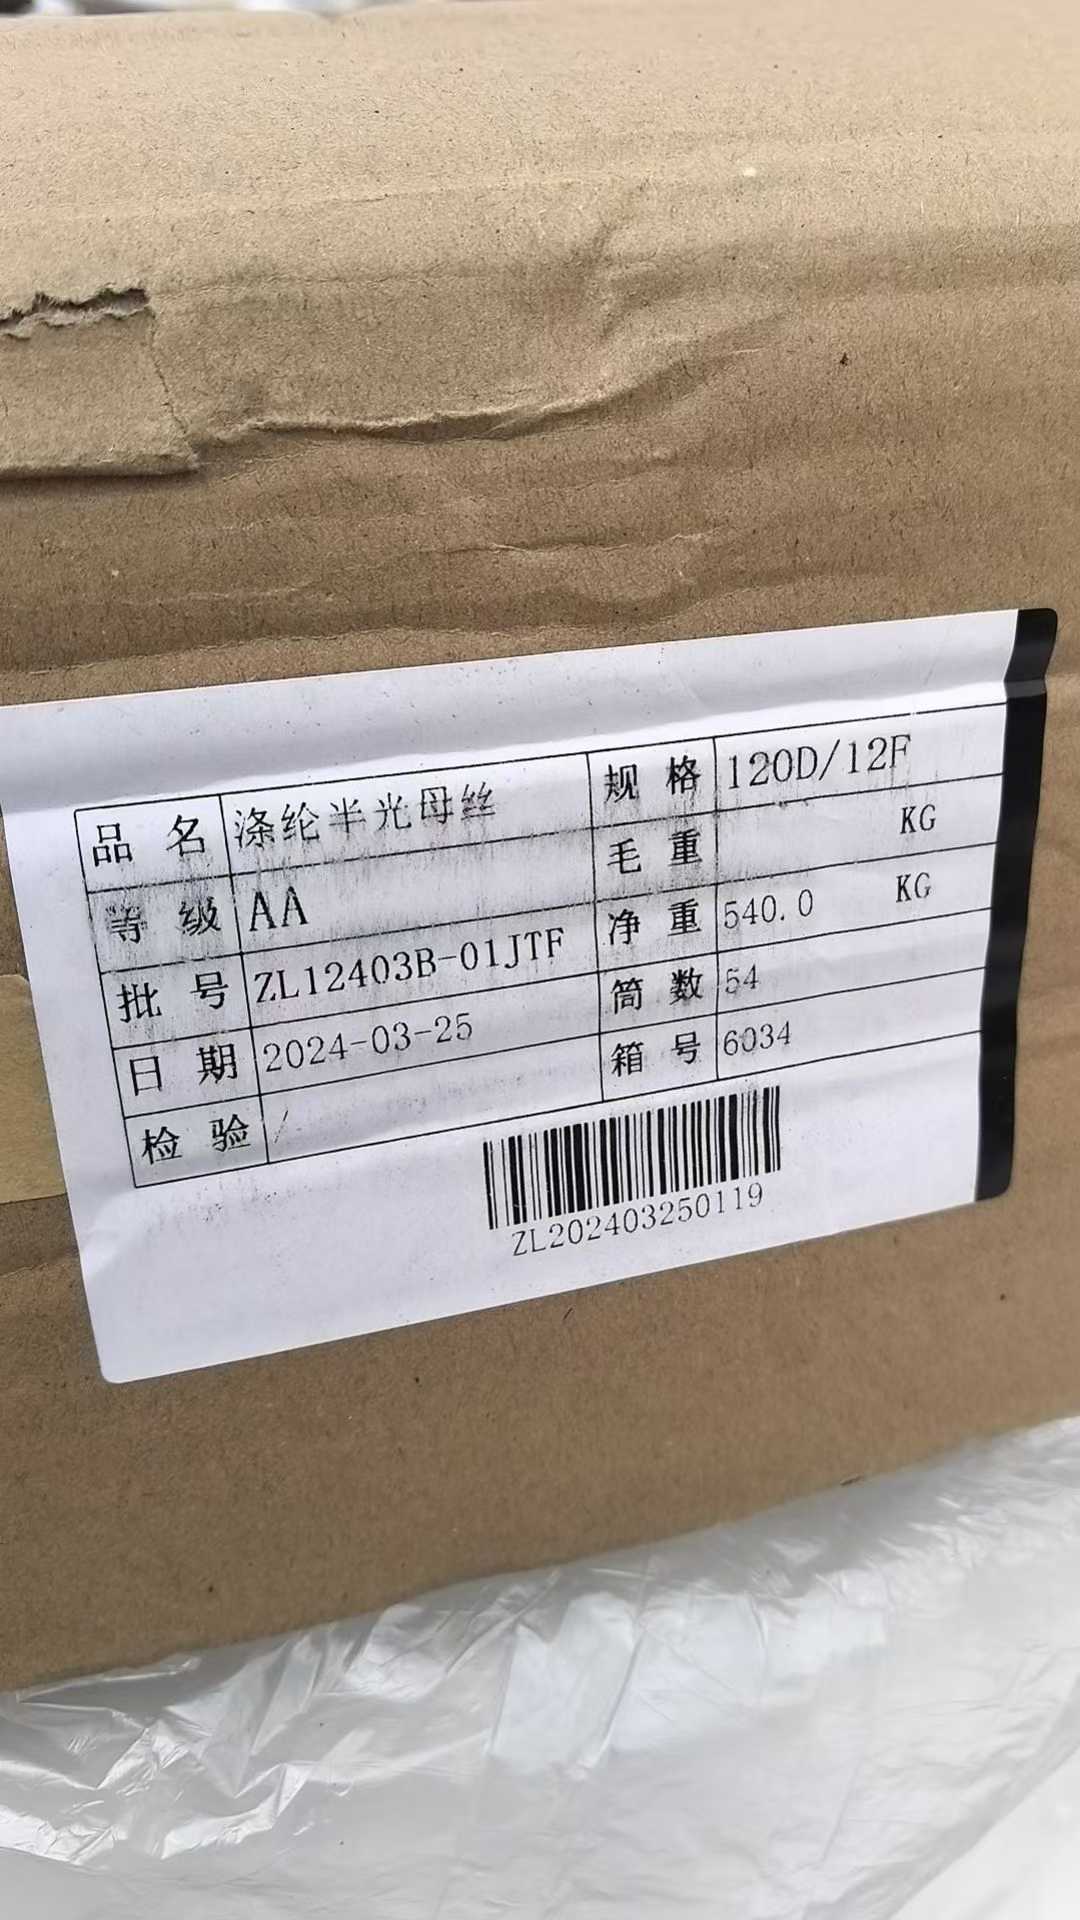 品 名 涤纶半光母丝 规 格 120D/12F
等 级 AA 毛 重 KG
批 号 ZL12403B-01JTF 净 重 540.0 KG
日 期 2024-03-25 筒 数 54
检 验 / 箱 号 6034
ZL202403250119